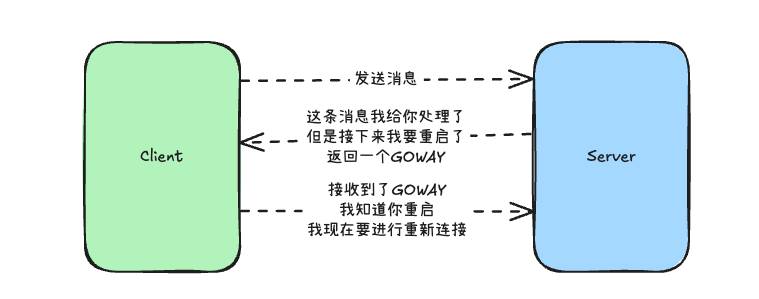 Client
发送消息
这条消息我给你处理了
但是接下来我要重启了
返回一个GOWAY
接收到了GOWAY
我知道你重启
我现在要进行重新连接
Server